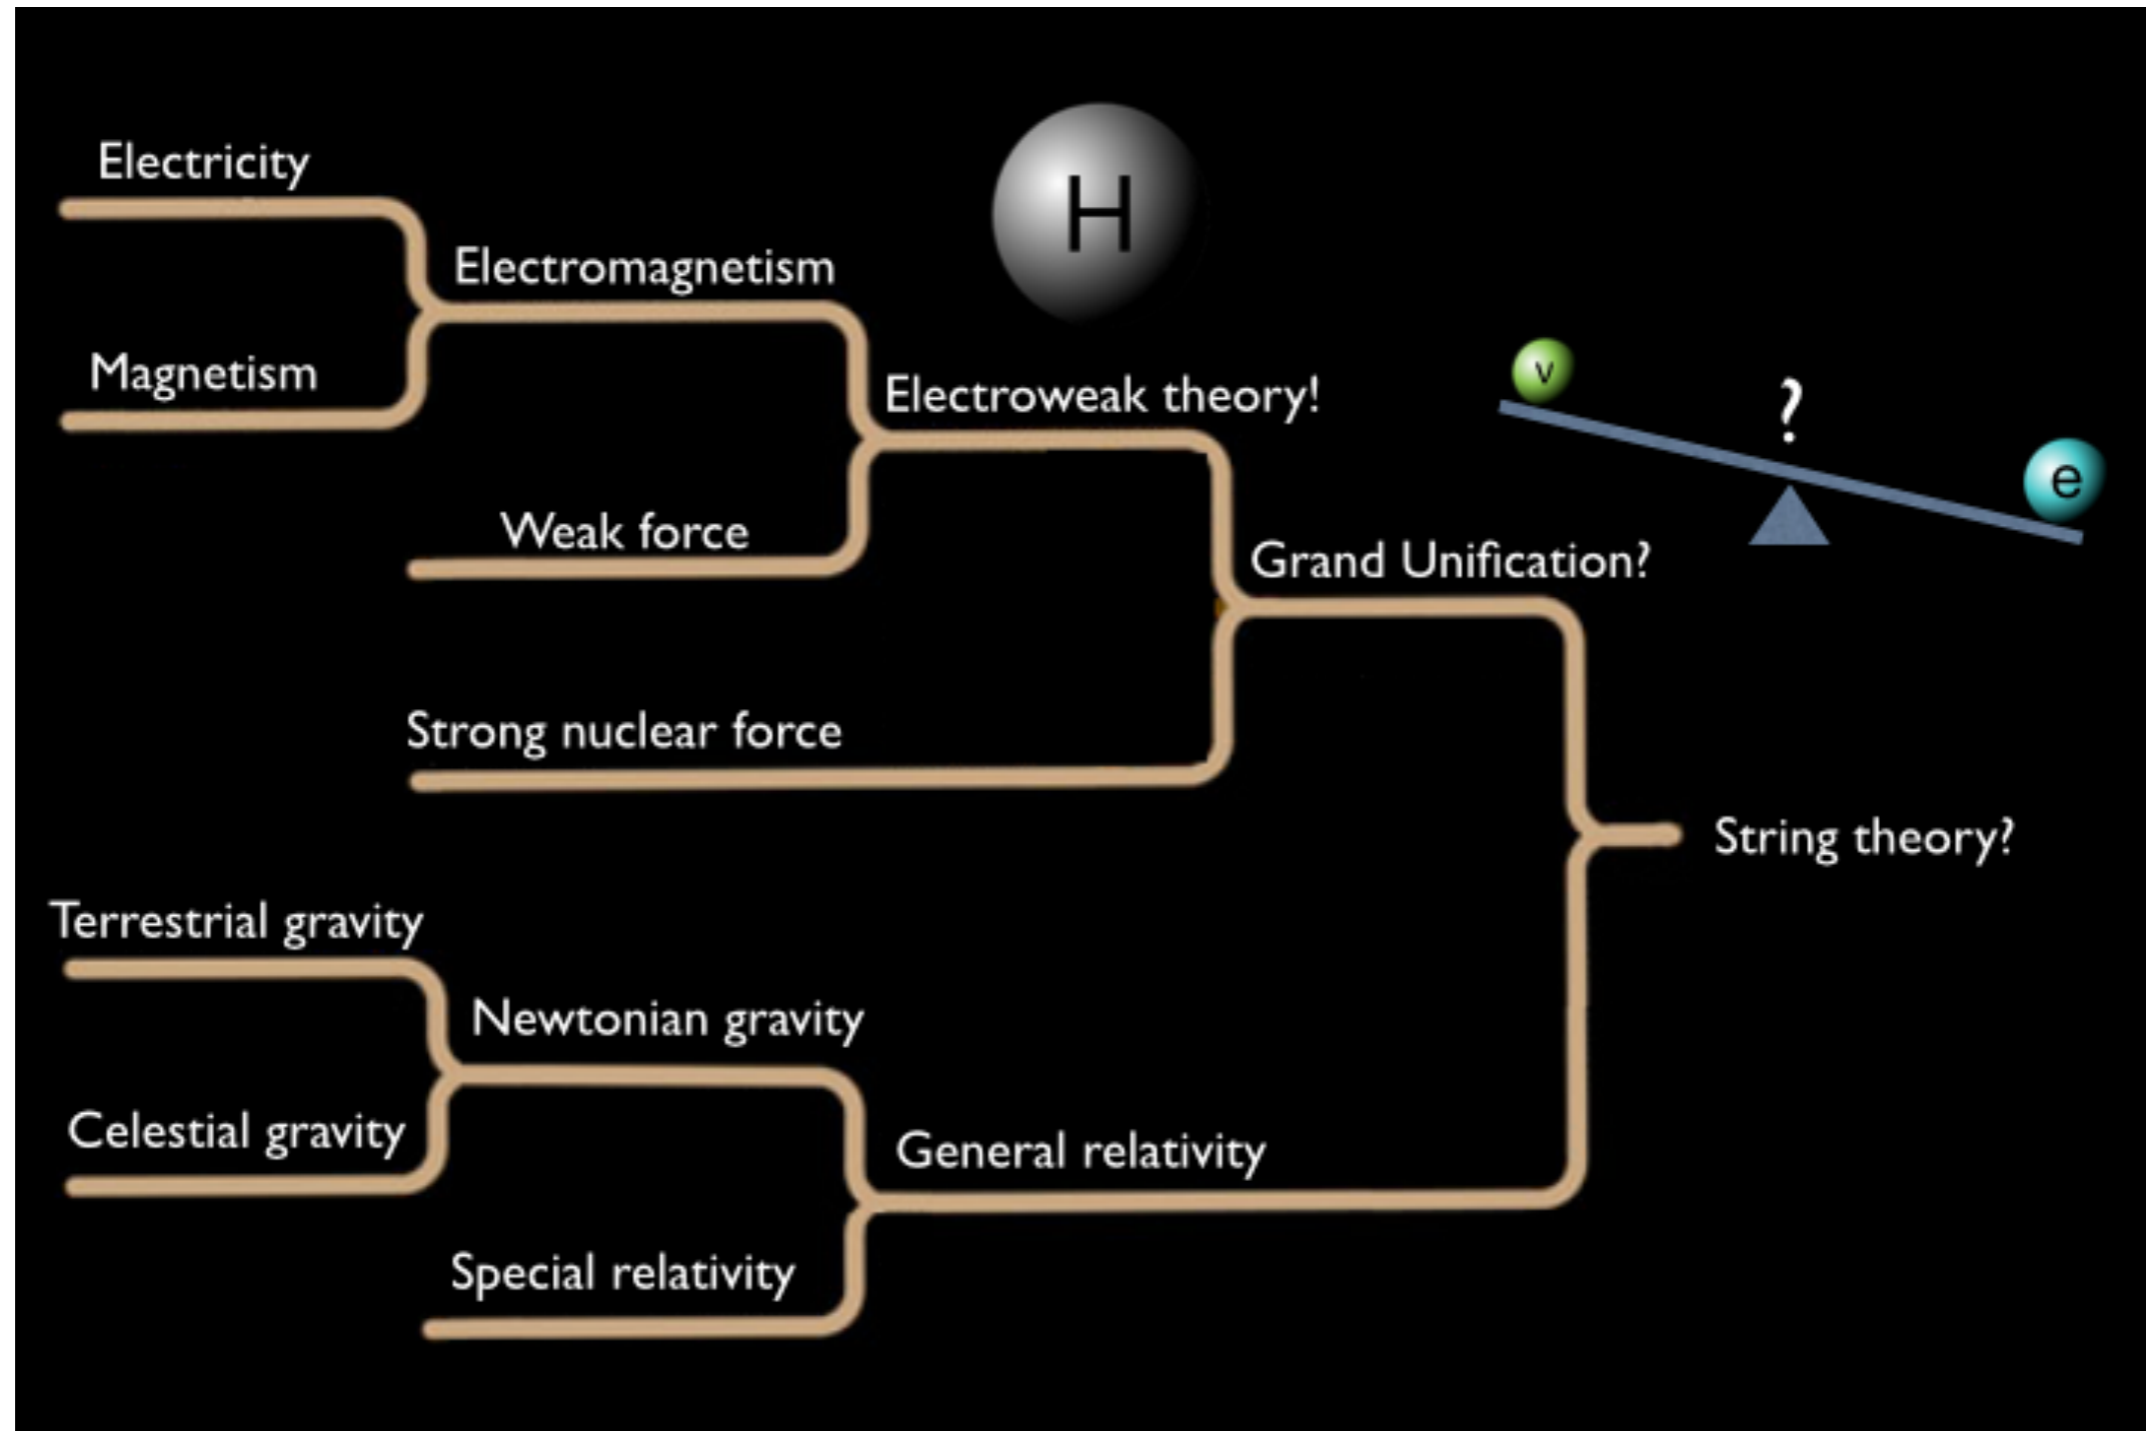 Electricity
H
Electromagnetism
v
Magnetism
Electroweak theory!
?
e
Weak force
Grand Unification?
Strong nuclear force
String theory?
Terrestrial gravity
Newtonian gravity
Celestial gravity
General relativity
Special relativity